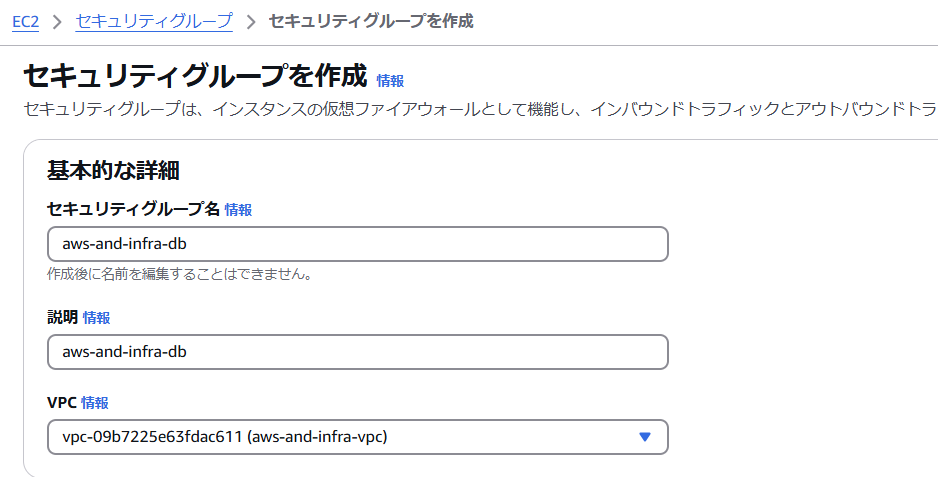 EC2 > セキュリティグループ > セキュリティグループを作成
セキュリティグループを作成 情報
セキュリティグループは、インスタンスの仮想ファイアウォールとして機能し、インバウンドトラフィックとアウトバウンドトラ
基本的な詳細
セキュリティグループ名 情報
aws-and-infra-db
作成後に名前を編集することはできません。
説明 情報
aws-and-infra-db
VPC 情報
vpc-09b7225e63fdac611 (aws-and-infra-vpc)